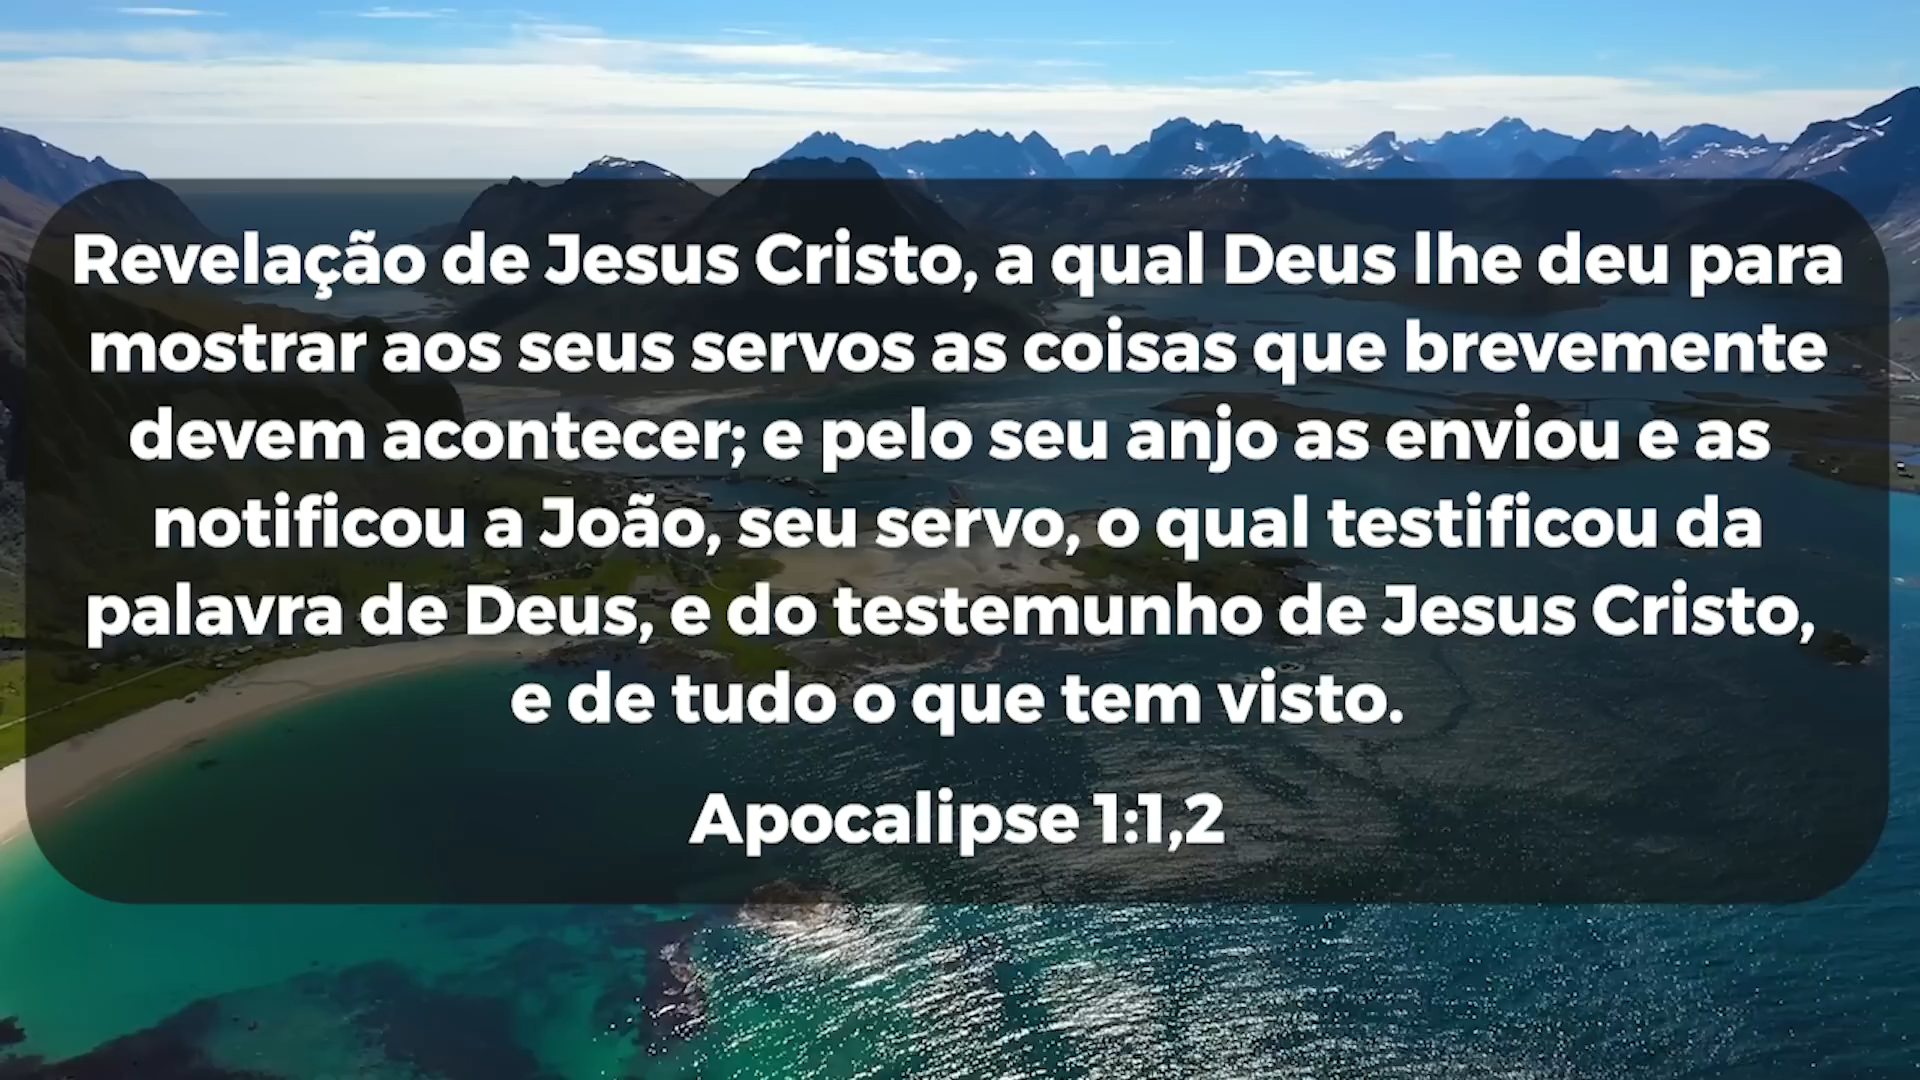 Revelação de Jesus Cristo, a qual Deus lhe deu para
mostrar aos seus servos as coisas que brevemente
devem acontecer; e pelo seu anjo as enviou e as
notificou a João, seu servo, o qual testificou da
palavra de Deus, e do testemunho de Jesus Cristo,
e de tudo o que tem visto.
Apocalipse 1:1,2